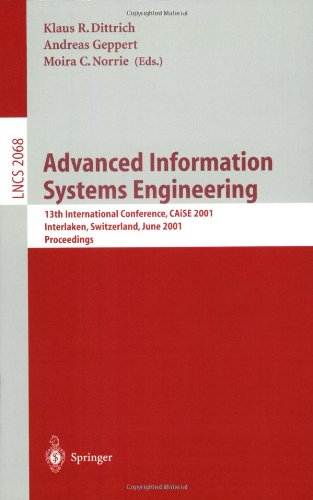 Klaus R. Dittrich
Andreas Geppert
Moira C. Norrie (Eds.)
LNCS 2068
Advanced Information
Systems Engineering
13th International Conference, CAiSE 2001
Interlaken, Switzerland, June 2001
Proceedings
Springer